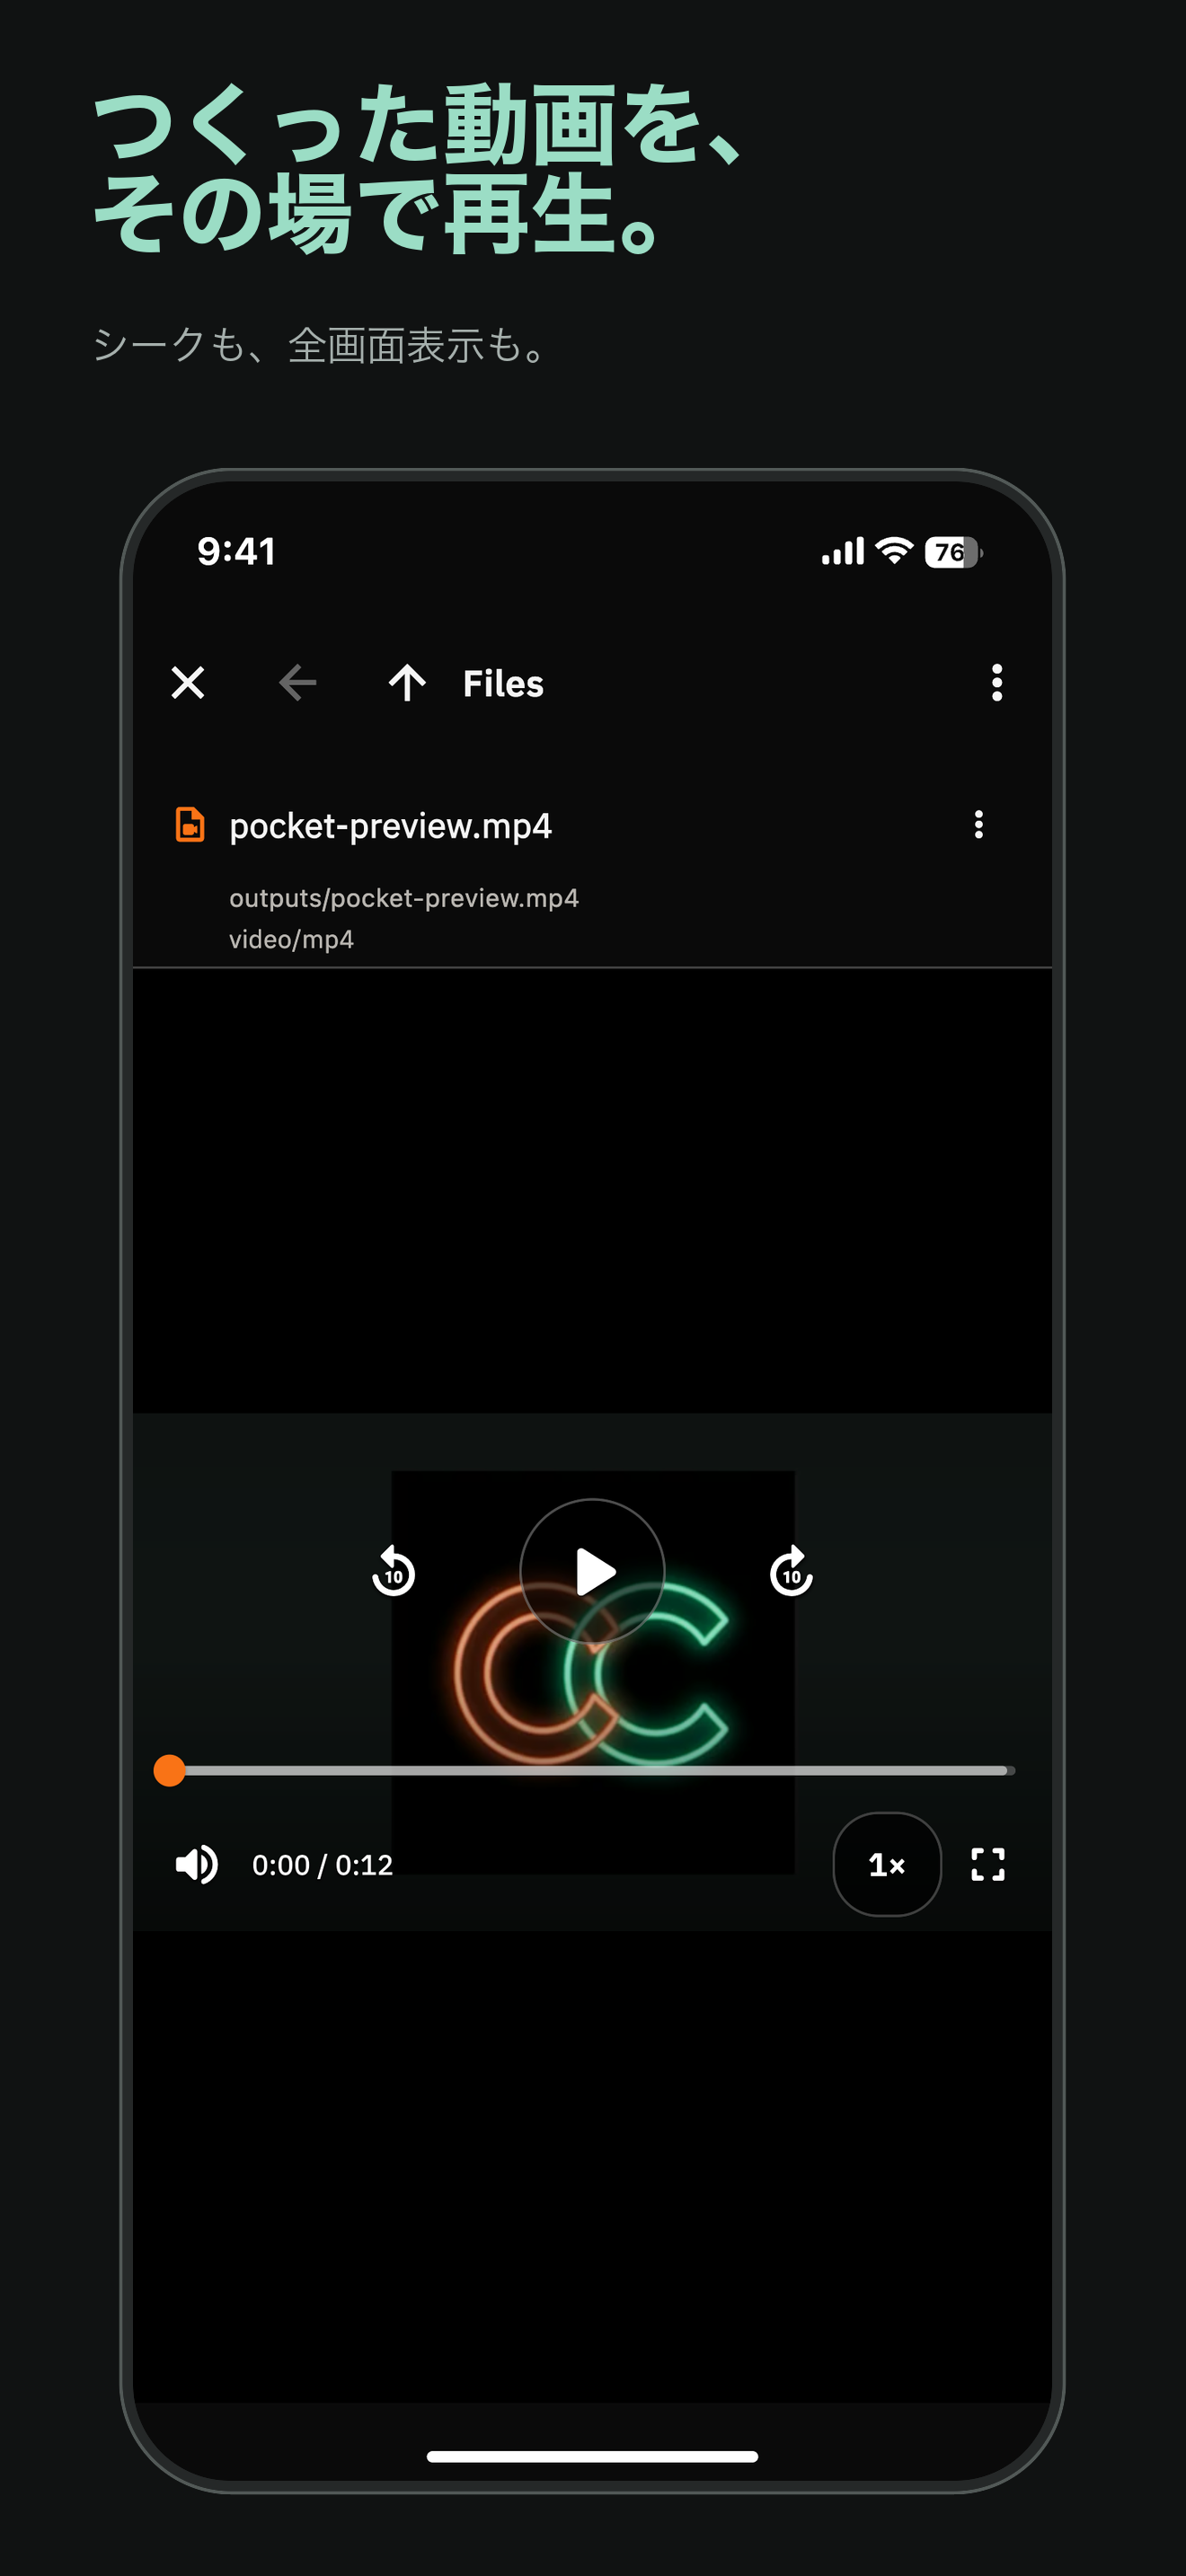 つくった動画を、
その場で再生。
シークも、全画面表示も。
9:41
76
Files
pocket-preview.mp4
outputs/pocket-preview.mp4
video/mp4
10
10
CC
0:00 / 0:12
1×